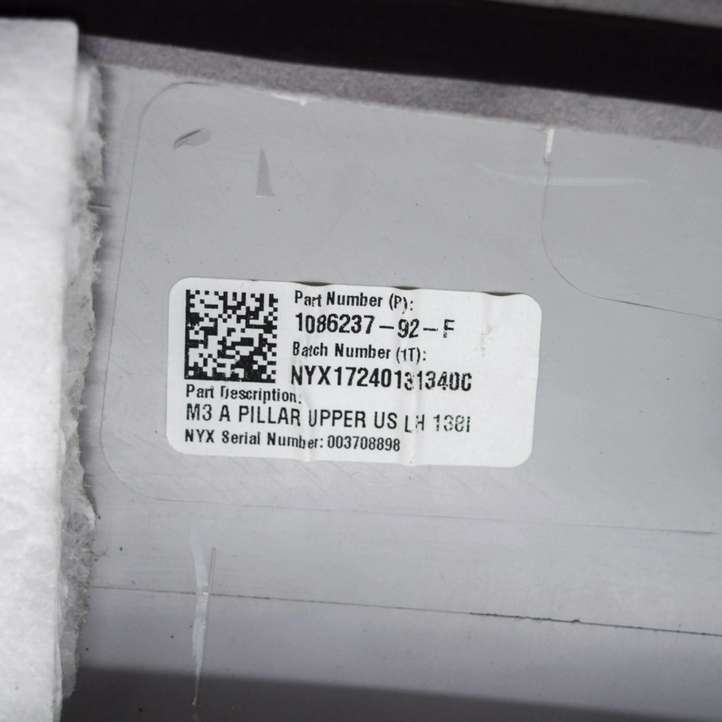 Part Number (P):
1086237-92-F
Batch Number (1T):
NYX17240131340C
Part Description:
M3 A PILLAR UPPER US LH 138I
NYX Serial Number: 003708898